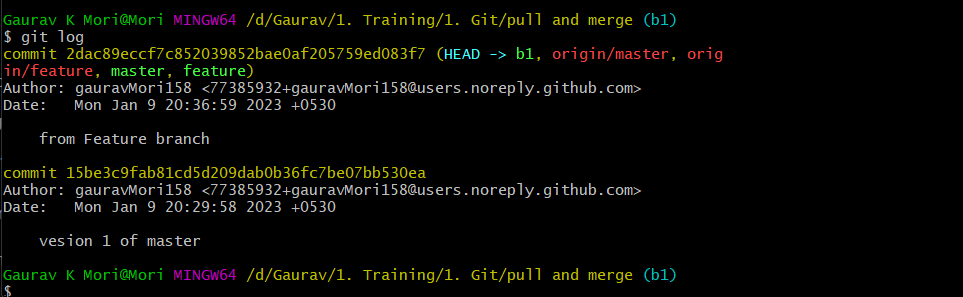 Gaurav K Mori@Mori MINGW64 /d/Gaurav/1. Training/1. Git/pull and merge (b1)
$ git log
commit 2dac89eccf7c852039852bae0af205759ed083f7 (HEAD -> b1, origin/master, orig
in/feature, master, feature)
Author: gauravMori158 <77385932+gauravMori158@users.noreply.github.com>
Date:   Mon Jan 9 20:36:59 2023 +0530
    from Feature branch
commit 15be3c9fab81cd5d209dab0b36fc7be07bb530ea
Author: gauravMori158 <77385932+gauravMori158@users.noreply.github.com>
Date:   Mon Jan 9 20:29:58 2023 +0530
    vesion 1 of master
Gaurav K Mori@Mori MINGW64 /d/Gaurav/1. Training/1. Git/pull and merge (b1)
$